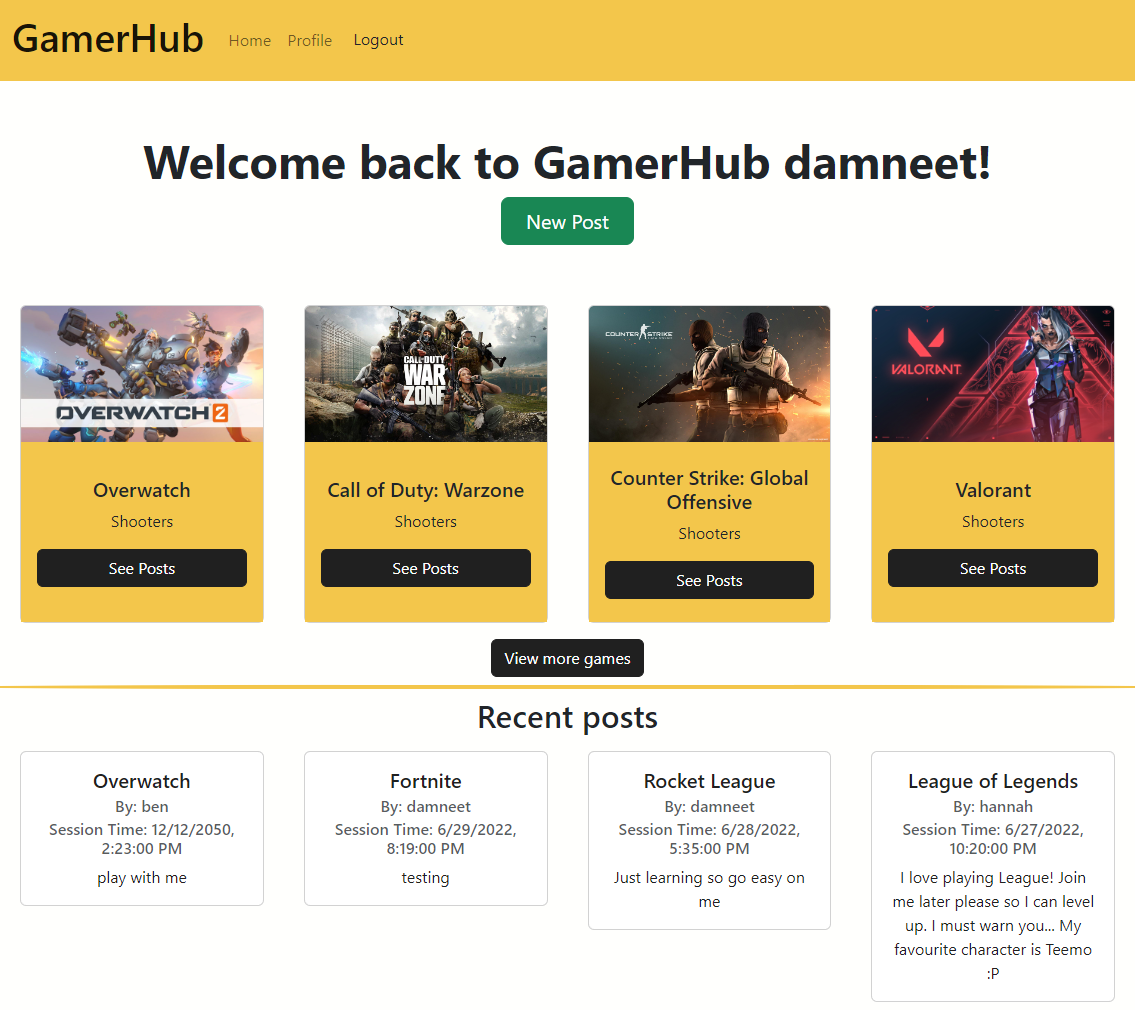 GamerHub Home Profile Logout
Welcome back to GamerHub damneet!
New Post
OVERWATCH 2
CALL OF DUTY
WAR
ZONE
COUNTER STRIKE
VALORANT
Overwatch
Shooters
See Posts
Call of Duty: Warzone
Shooters
See Posts
Counter Strike: Global
Offensive
Shooters
See Posts
Valorant
Shooters
See Posts
View more games
Recent posts
Overwatch
By: ben
Session Time: 12/12/2050,
2:23:00 PM
play with me
Fortnite
By: damneet
Session Time: 6/29/2022,
8:19:00 PM
testing
Rocket League
By: damneet
Session Time: 6/28/2022,
5:35:00 PM
Just learning so go easy on
me
League of Legends
By: hannah
Session Time: 6/27/2022,
10:20:00 PM
I love playing League! Join
me later please so I can level
up. I must warn you... My
favourite character is Teemo
:P